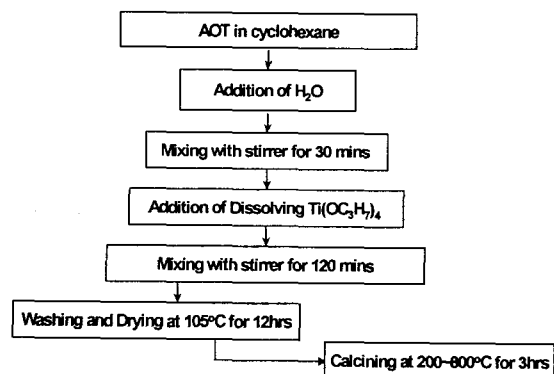 AOT in cyclohexane
Addition of H₂O
Mixing with stirrer for 30 mins
Addition of Dissolving Ti(OC₃H₇)₄
Mixing with stirrer for 120 mins
Washing and Drying at 105°C for 12hrs
Calcining at 200~800°C for 3hrs